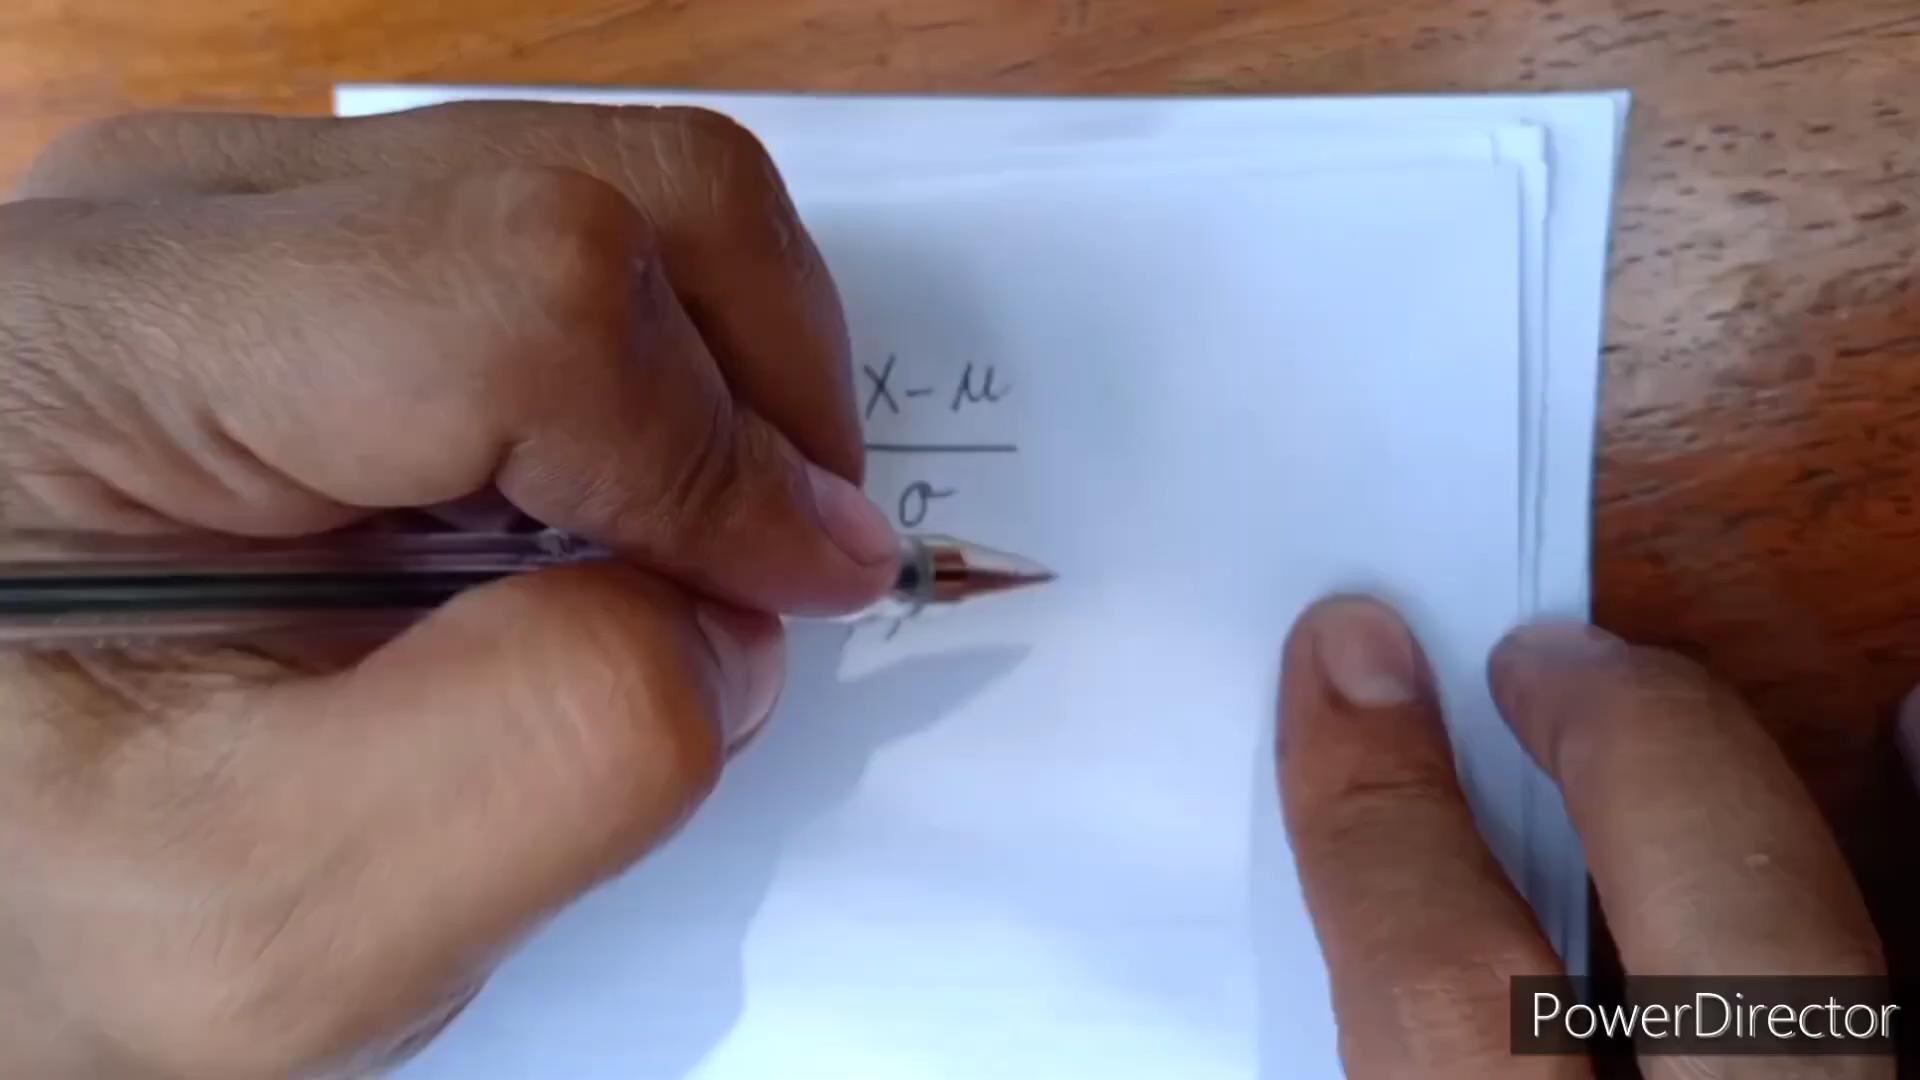 x - μ
σ
PowerDirector